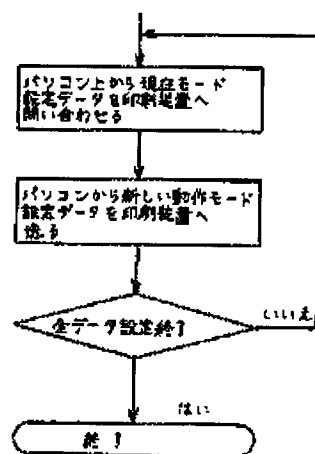 パソコン上から現在モード
設定データを印刷装置へ
問い合わせる
パソコンから新しい動作モード
設定データを印刷装置へ
送る
全データ設定終了
いいえ
はい
終了